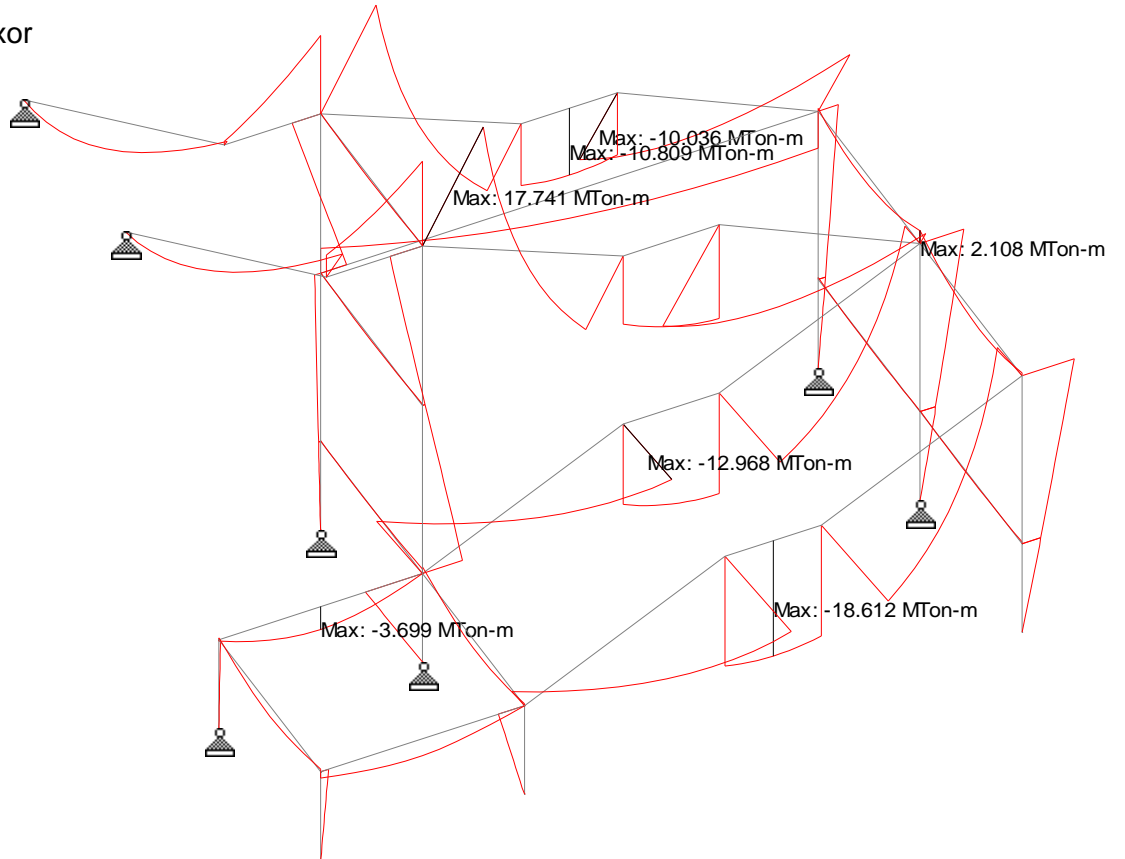 xor
Max: -10.036 MTon-m
Max: -10.809 MTon-m
Max: 17.741 MTon-m
Max: 2.108 MTon-m
Max: -12.968 MTon-m
Max: -18.612 MTon-m
Max: -3.699 MTon-m